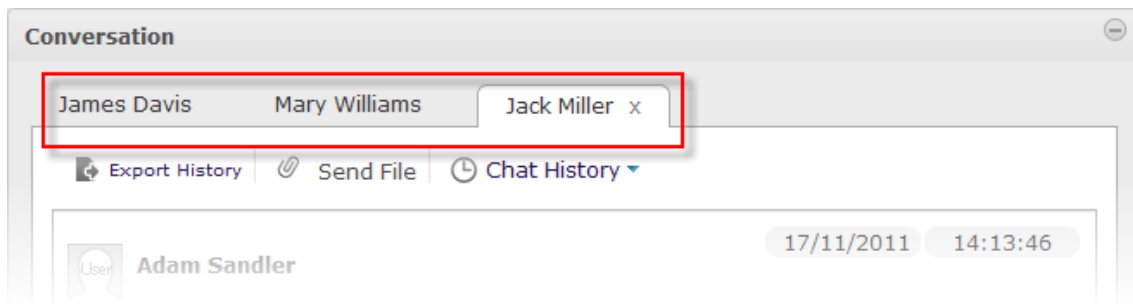 Conversation
James Davis Mary Williams Jack Miller x
Export History Send File Chat History
17/11/2011 14:13:46
User Adam Sandler